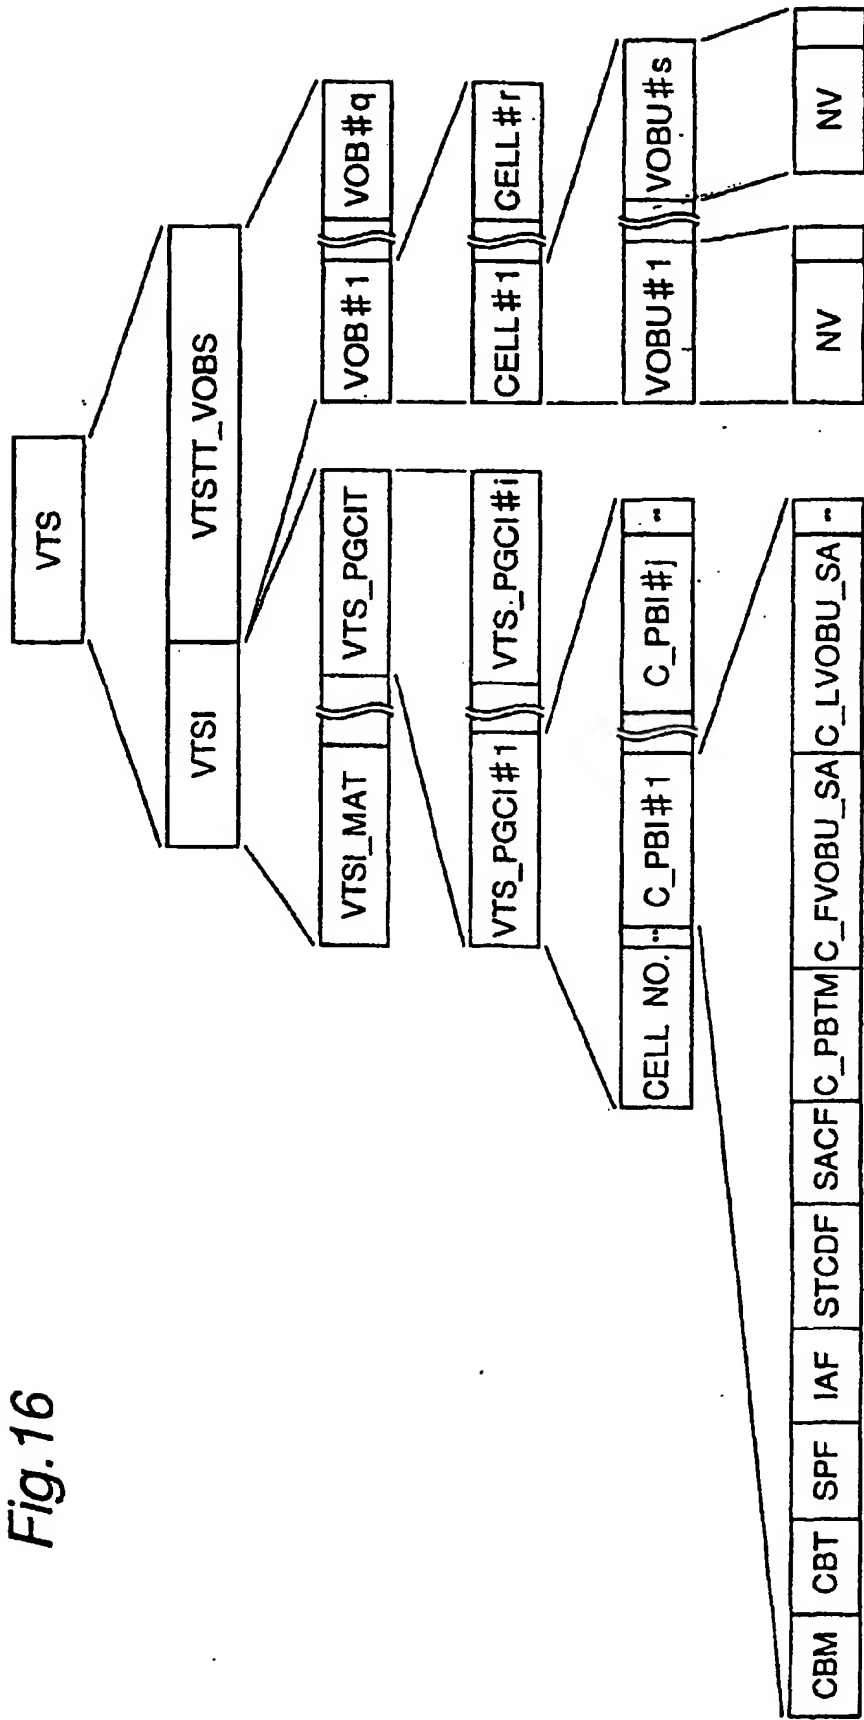 Fig.16
VTS
VTSI VTSTT_VOBS
VTSI_MAT VTS_PGCIT VOB#1 VOB#q
VTS_PGCI#1 VTS_PGCI#i CELL#1 CELL#r
CELL NO. -- C_PBI#1 C_PBI#j -- VOBU#1 VOBU#s
CBM CBT SPF IAF STCDF SACF C_PBTM C_FVOBU_SA C_LVOBU_SA -- NV NV